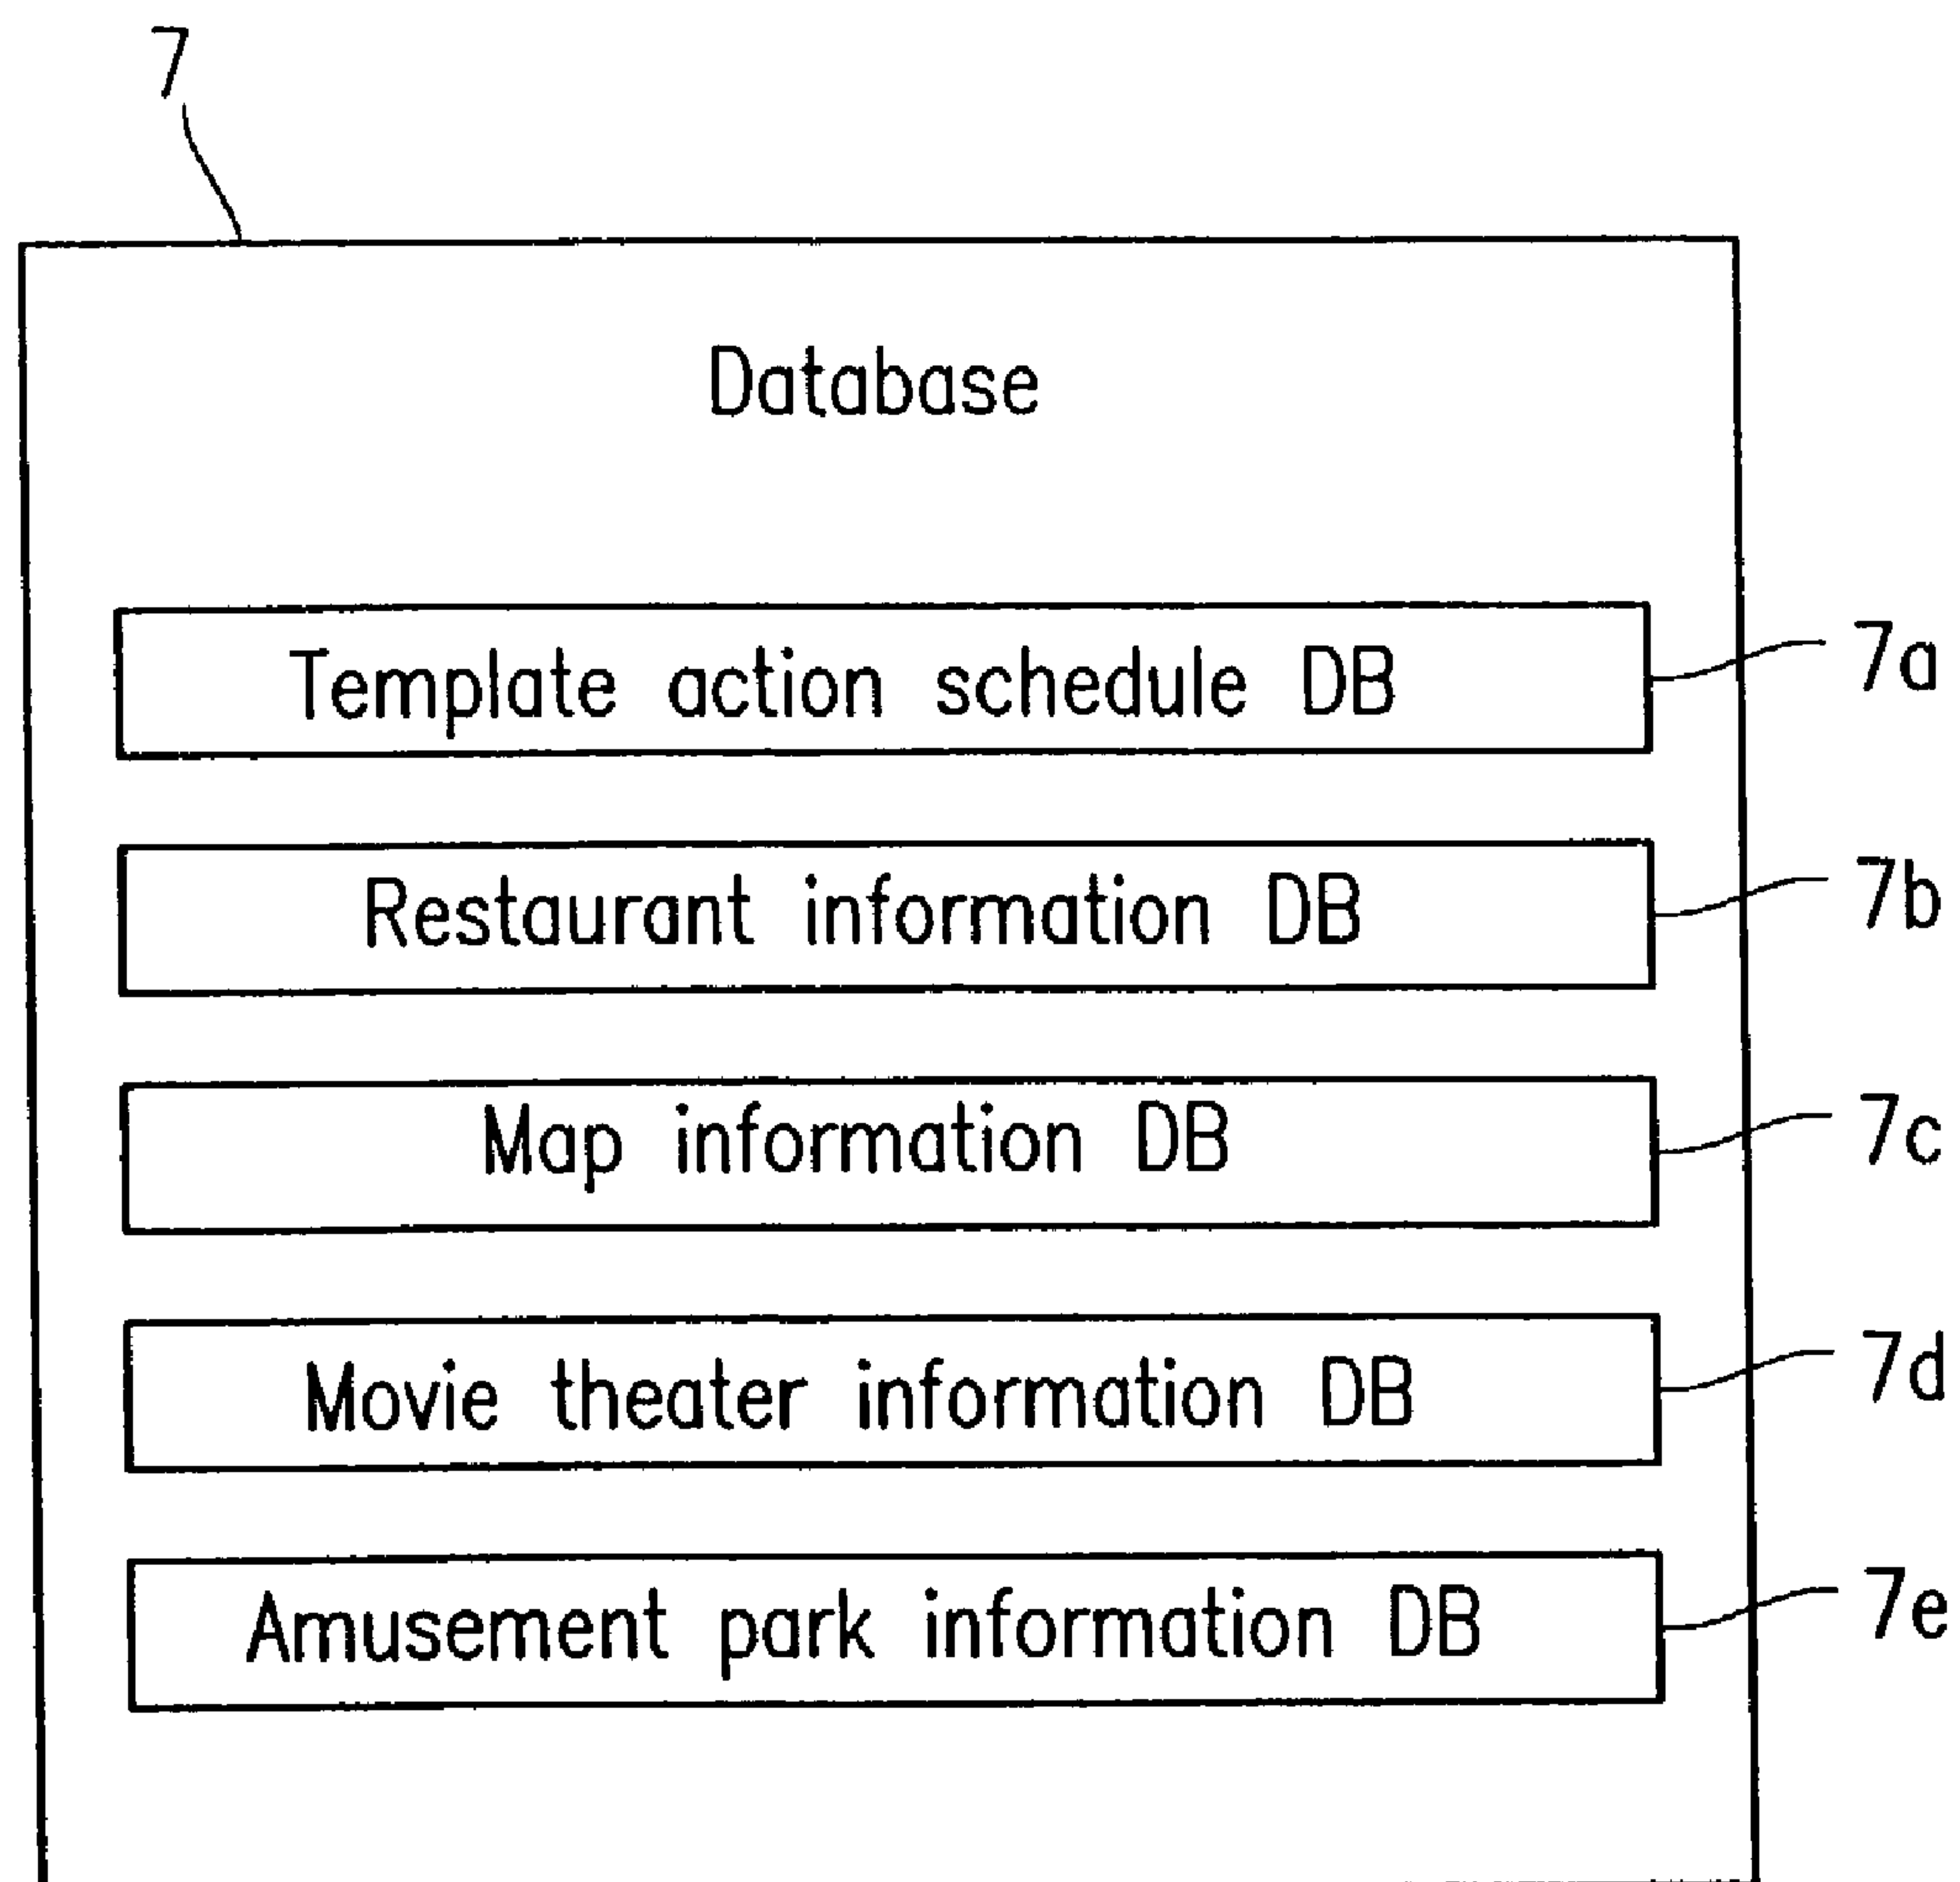 7
Database
Template action schedule DB 7a
Restaurant information DB 7b
Map information DB 7c
Movie theater information DB 7d
Amusement park information DB 7e